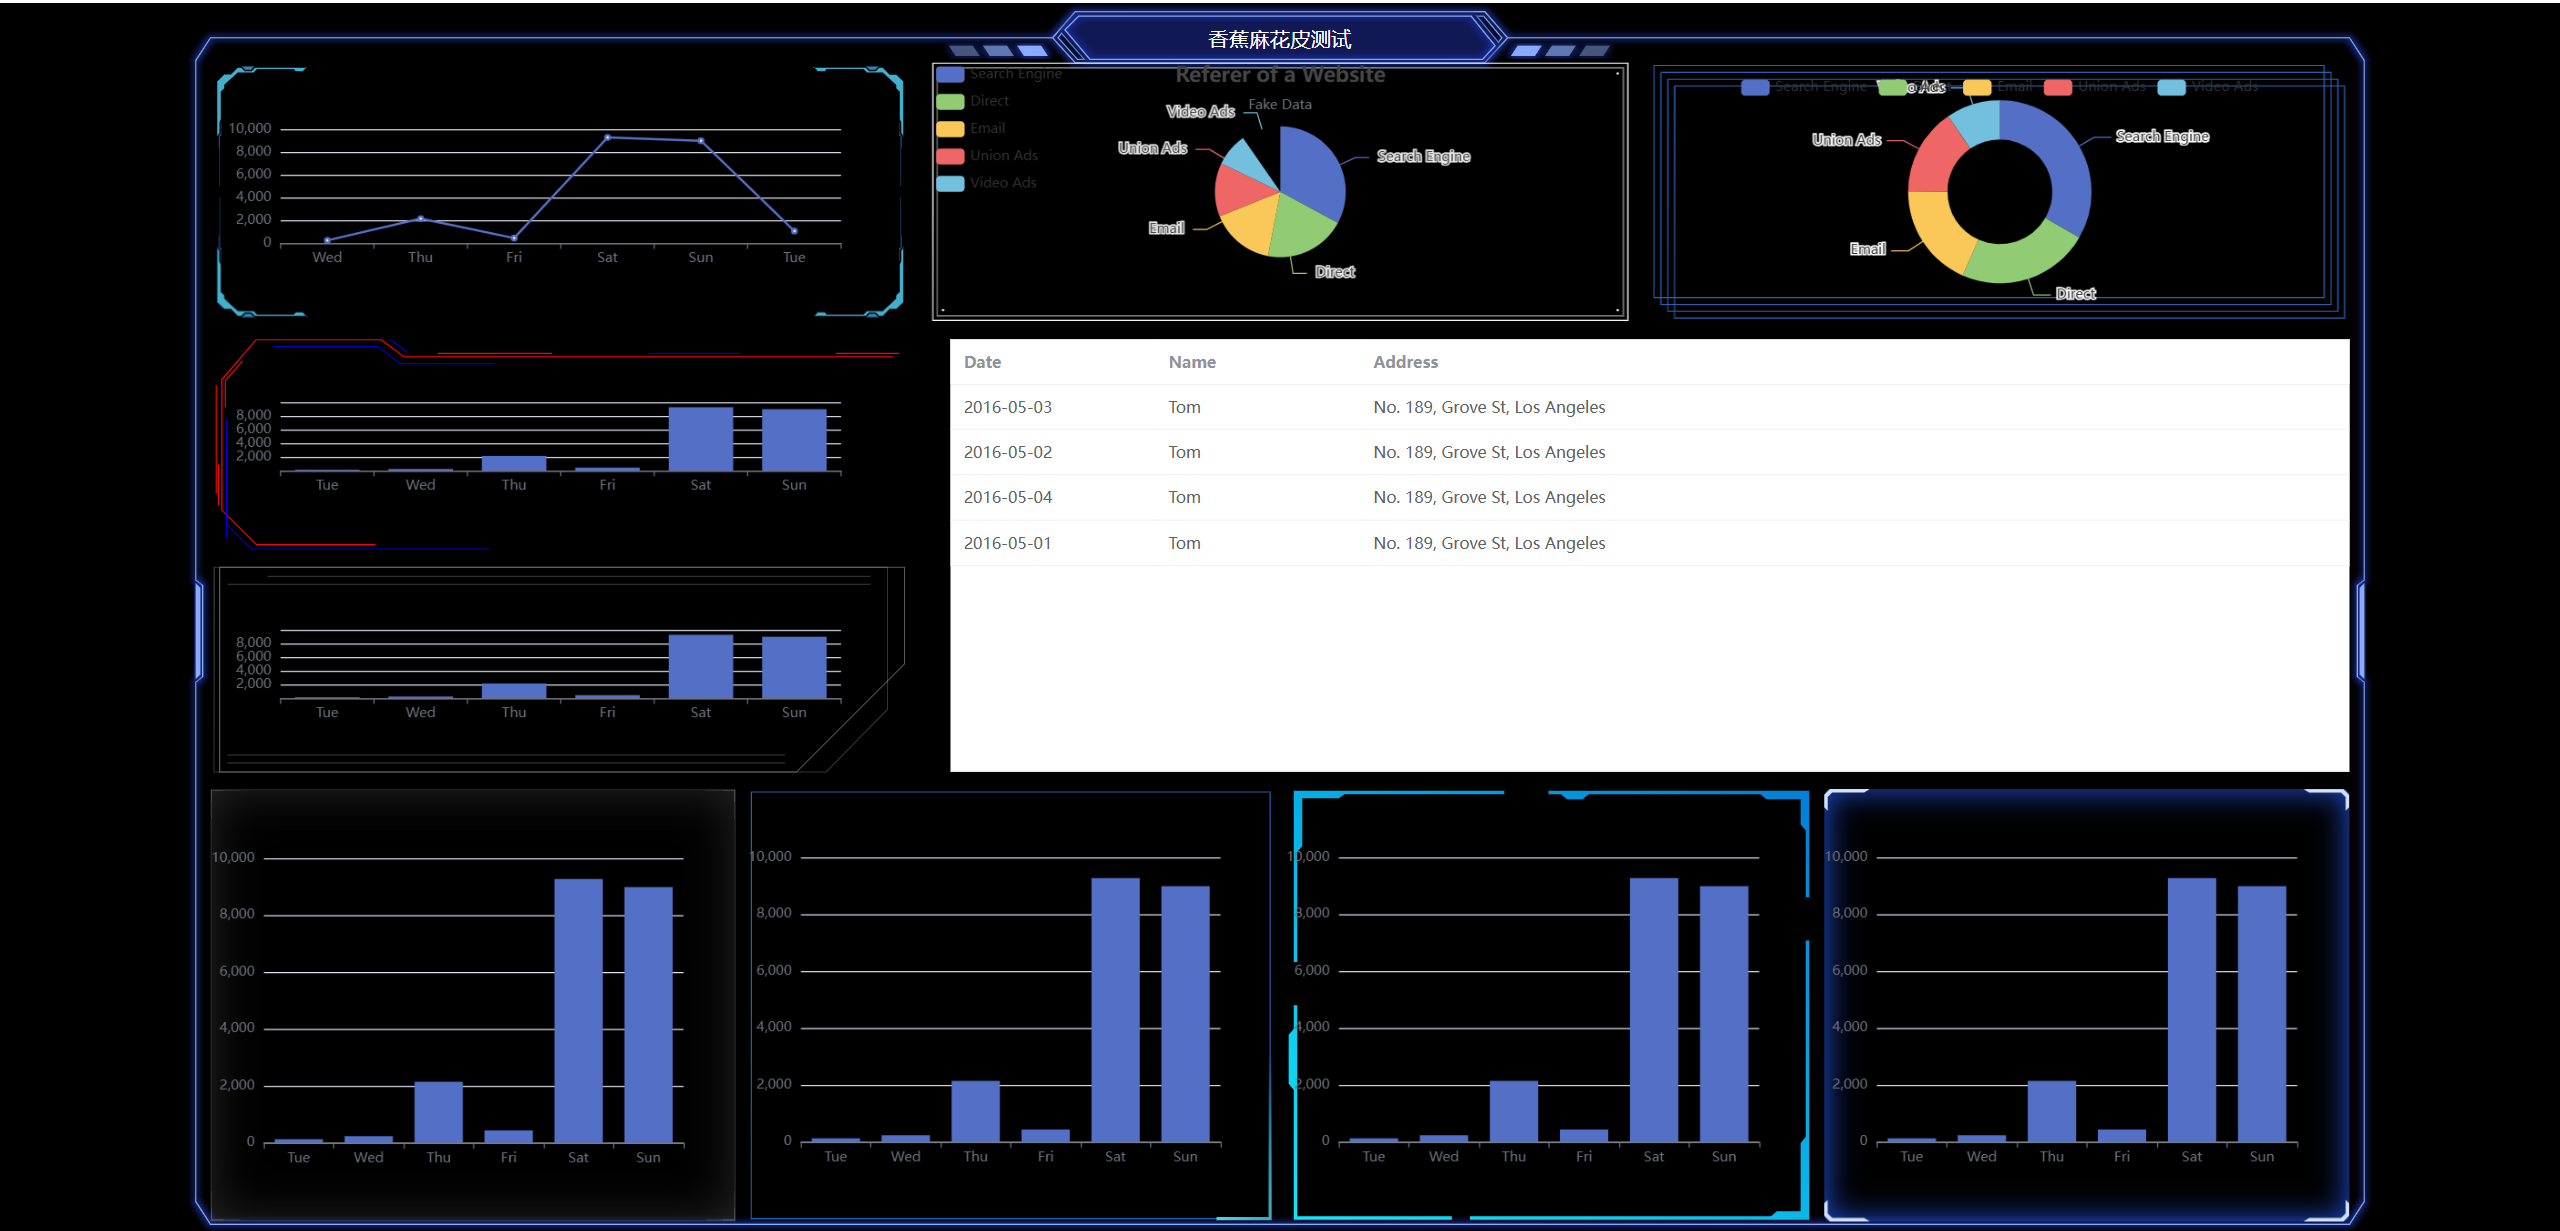 香蕉麻花皮测试
10,000
8,000
6,000
4,000
2,000
0
Wed Thu Fri Sat Sun Tue
Referer of a Website
Fake Data
Search Engine
Direct
Email
Union Ads
Video Ads
Video Ads
Union Ads
Search Engine
Email
Direct
Search Engine Email Union Ads Video Ads
o Ads
Union Ads
Search Engine
Email
Direct
8,000
6,000
4,000
2,000
Tue Wed Thu Fri Sat Sun
Date Name Address
2016-05-03 Tom No. 189, Grove St, Los Angeles
2016-05-02 Tom No. 189, Grove St, Los Angeles
2016-05-04 Tom No. 189, Grove St, Los Angeles
2016-05-01 Tom No. 189, Grove St, Los Angeles
8,000
6,000
4,000
2,000
Tue Wed Thu Fri Sat Sun
10,000
8,000
6,000
4,000
2,000
0
Tue Wed Thu Fri Sat Sun
10,000
8,000
6,000
4,000
2,000
0
Tue Wed Thu Fri Sat Sun
10,000
8,000
6,000
4,000
2,000
0
Tue Wed Thu Fri Sat Sun
10,000
8,000
6,000
4,000
2,000
0
Tue Wed Thu Fri Sat Sun